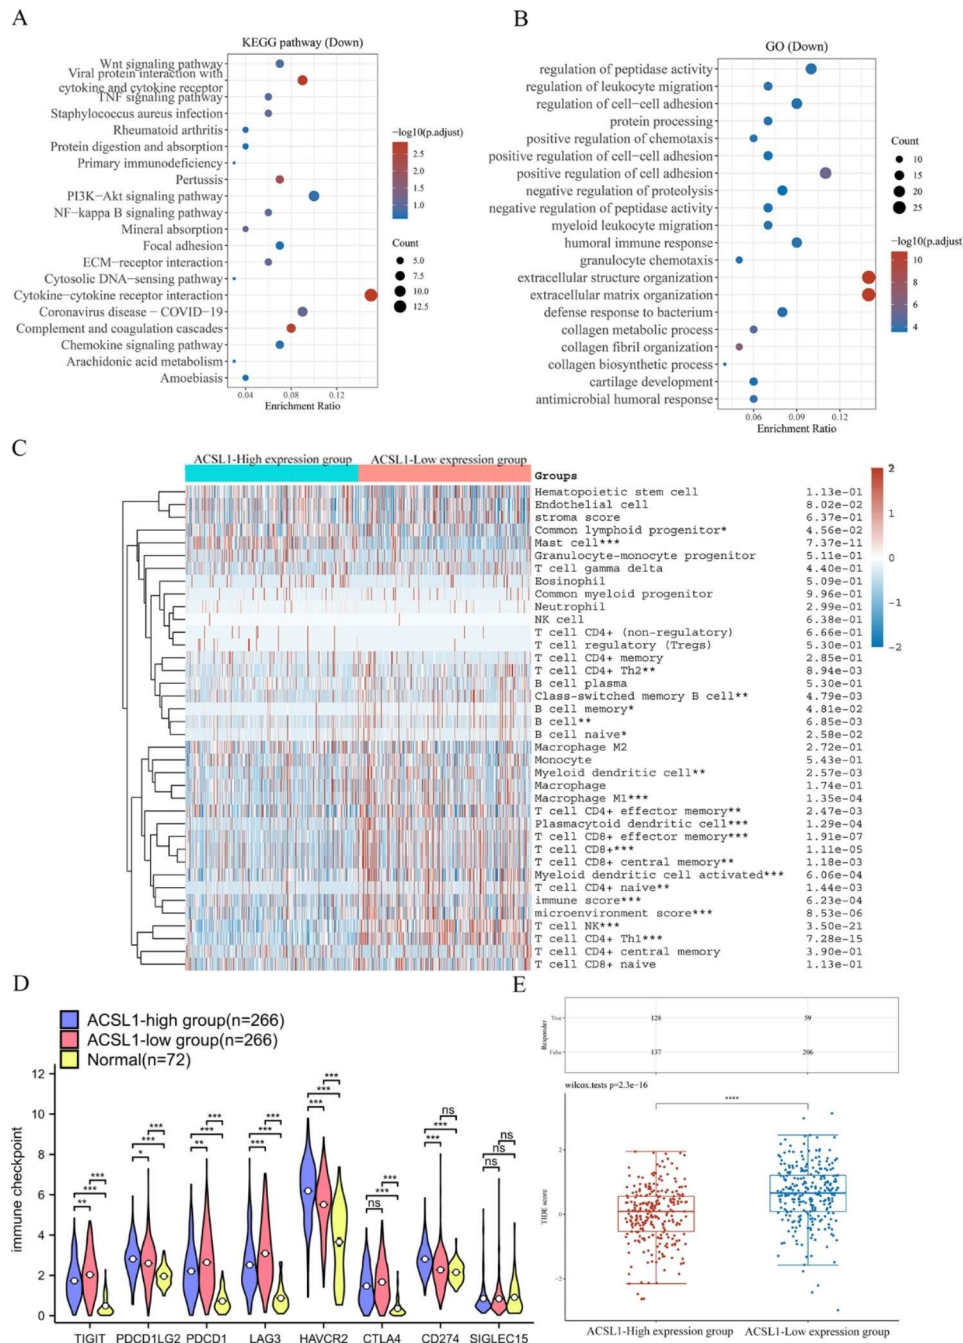 A
KEGG pathway (Down)
Wnt signaling pathway
Viral protein interaction with
cytokine and cytokine receptor
TNF signaling pathway
Staphylococcus aureus infection
Rheumatoid arthritis
Protein digestion and absorption
Primary immunodeficiency
Pertussis
PI3K−Akt signaling pathway
NF−kappa B signaling pathway
Mineral absorption
Focal adhesion
ECM−receptor interaction
Cytosolic DNA−sensing pathway
Cytokine−cytokine receptor interaction
Coronavirus disease − COVID−19
Complement and coagulation cascades
Chemokine signaling pathway
Arachidonic acid metabolism
Amoebiasis
0.04 0.08 0.12
Enrichment Ratio
−log10(p.adjust)
2.5
2.0
1.5
1.0
Count
5.0
7.5
10.0
12.5
B
GO (Down)
regulation of peptidase activity
regulation of leukocyte migration
regulation of cell−cell adhesion
protein processing
positive regulation of chemotaxis
positive regulation of cell−cell adhesion
positive regulation of cell adhesion
negative regulation of proteolysis
negative regulation of peptidase activity
myeloid leukocyte migration
humoral immune response
granulocyte chemotaxis
extracellular structure organization
extracellular matrix organization
defense response to bacterium
collagen metabolic process
collagen fibril organization
collagen biosynthetic process
cartilage development
antimicrobial humoral response
0.06 0.09 0.12
Enrichment Ratio
Count
10
15
20
25
−log10(p.adjust)
10
8
6
4
C
ACSL1-High expression group ACSL1-Low expression group
Groups
Hematopoietic stem cell 1.13e-01
Endothelial cell 8.02e-02
stroma score 6.37e-01
Common lymphoid progenitor* 4.56e-02
Mast cell*** 7.37e-11
Granulocyte-monocyte progenitor 5.11e-01
T cell gamma delta 4.40e-01
Eosinophil 5.09e-01
Common myeloid progenitor 9.96e-01
Neutrophil 2.99e-01
NK cell 6.38e-01
T cell CD4+ (non-regulatory) 6.66e-01
T cell regulatory (Tregs) 5.30e-01
T cell CD4+ memory 2.85e-01
T cell CD4+ Th2** 8.94e-03
B cell plasma 5.30e-01
Class-switched memory B cell** 4.79e-03
B cell memory* 4.81e-02
B cell** 6.85e-03
B cell naive* 2.58e-02
Macrophage M2 2.72e-01
Monocyte 5.43e-01
Myeloid dendritic cell** 2.57e-03
Macrophage 1.74e-01
Macrophage M1*** 1.35e-04
T cell CD4+ effector memory** 2.47e-03
Plasmacytoid dendritic cell*** 1.29e-04
T cell CD8+ effector memory*** 1.91e-07
T cell CD8+*** 1.11e-05
T cell CD8+ central memory** 1.18e-03
Myeloid dendritic cell activated*** 6.06e-04
T cell CD4+ naive** 1.44e-03
immune score*** 6.23e-04
microenvironment score*** 8.53e-06
T cell NK*** 3.50e-21
T cell CD4+ Th1*** 7.28e-15
T cell CD4+ central memory 3.90e-01
T cell CD8+ naive 1.13e-01
2
1
0
−1
−2
D
ACSL1-high group(n=266)
ACSL1-low group(n=266)
Normal(n=72)
immune checkpoint
12
10
8
6
4
2
0
** *** ***
* *** ***
** *** ***
*** *** ***
*** *** ***
ns *** ***
*** *** ns
ns ns ns
TIGIT PDCD1LG2 PDCD1 LAG3 HAVCR2 CTLA4 CD274 SIGLEC15
E
Responder
True 128 59
False 137 206
wilcox.tests p=2.3e−16
****
TIDE score
2
0
−2
ACSL1-High expression group ACSL1-Low expression group